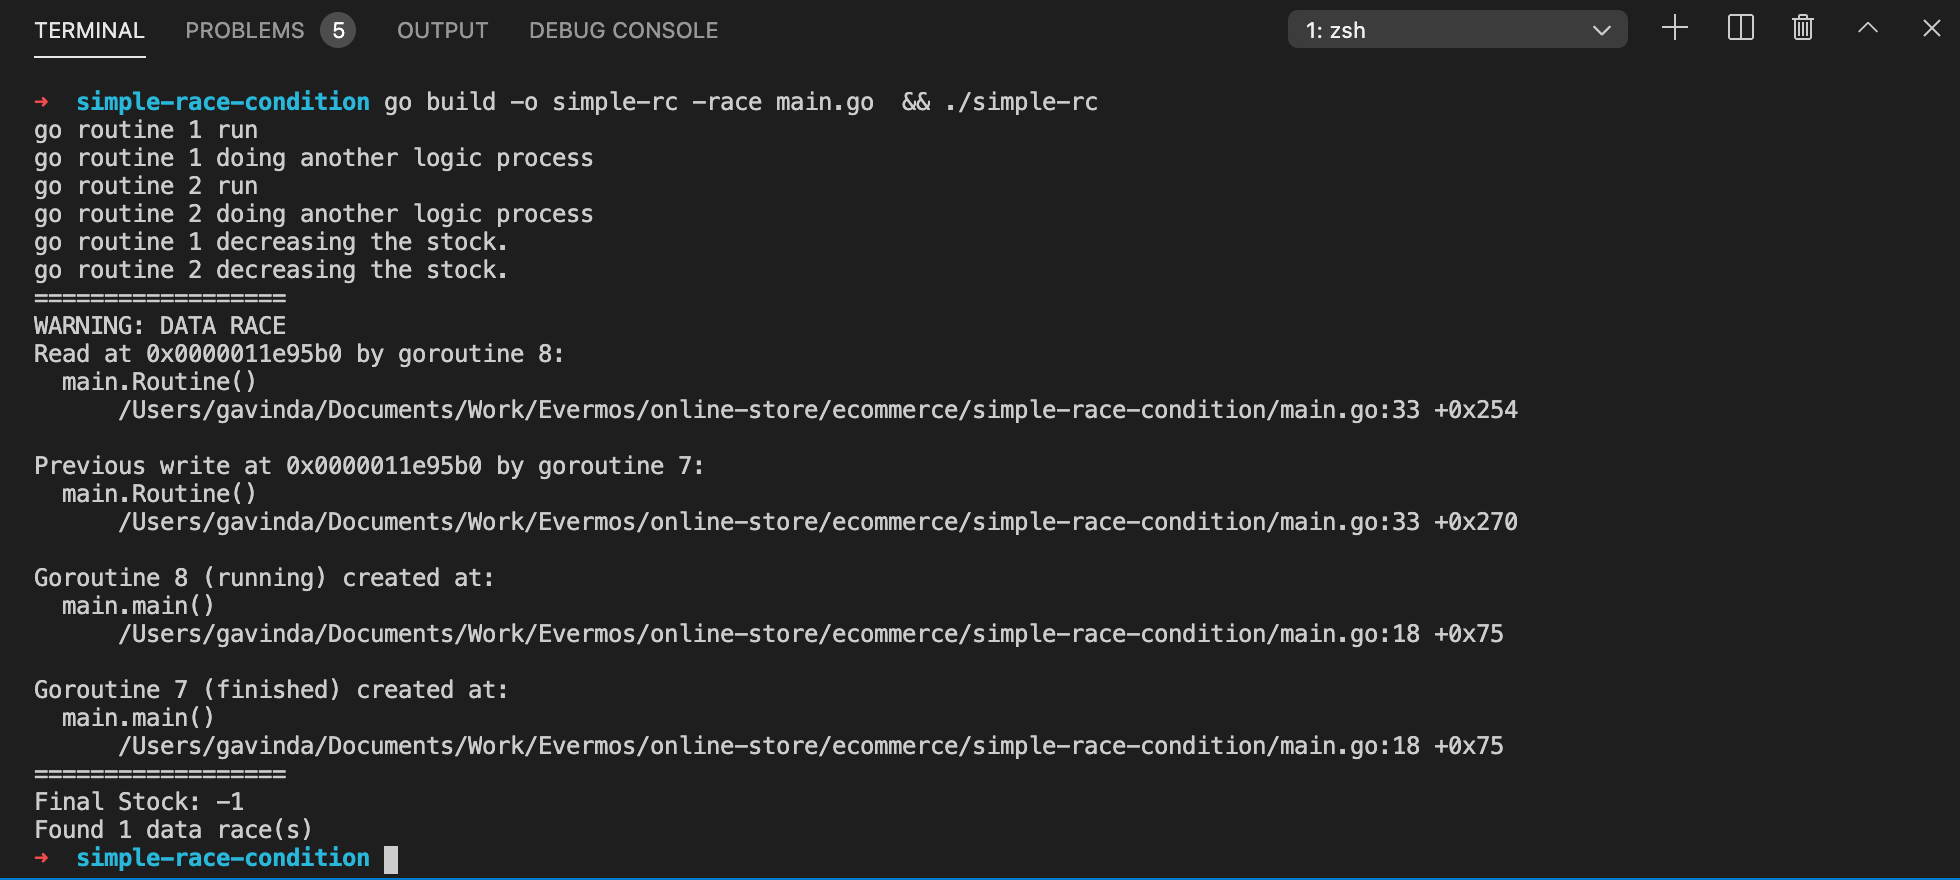 TERMINAL PROBLEMS 5 OUTPUT DEBUG CONSOLE 1: zsh
➜  simple-race-condition go build -o simple-rc -race main.go  && ./simple-rc
go routine 1 run
go routine 1 doing another logic process
go routine 2 run
go routine 2 doing another logic process
go routine 1 decreasing the stock.
go routine 2 decreasing the stock.
==================
WARNING: DATA RACE
Read at 0x0000011e95b0 by goroutine 8:
  main.Routine()
      /Users/gavinda/Documents/Work/Evermos/online-store/ecommerce/simple-race-condition/main.go:33 +0x254

Previous write at 0x0000011e95b0 by goroutine 7:
  main.Routine()
      /Users/gavinda/Documents/Work/Evermos/online-store/ecommerce/simple-race-condition/main.go:33 +0x270

Goroutine 8 (running) created at:
  main.main()
      /Users/gavinda/Documents/Work/Evermos/online-store/ecommerce/simple-race-condition/main.go:18 +0x75

Goroutine 7 (finished) created at:
  main.main()
      /Users/gavinda/Documents/Work/Evermos/online-store/ecommerce/simple-race-condition/main.go:18 +0x75
==================
Final Stock: -1
Found 1 data race(s)
➜  simple-race-condition